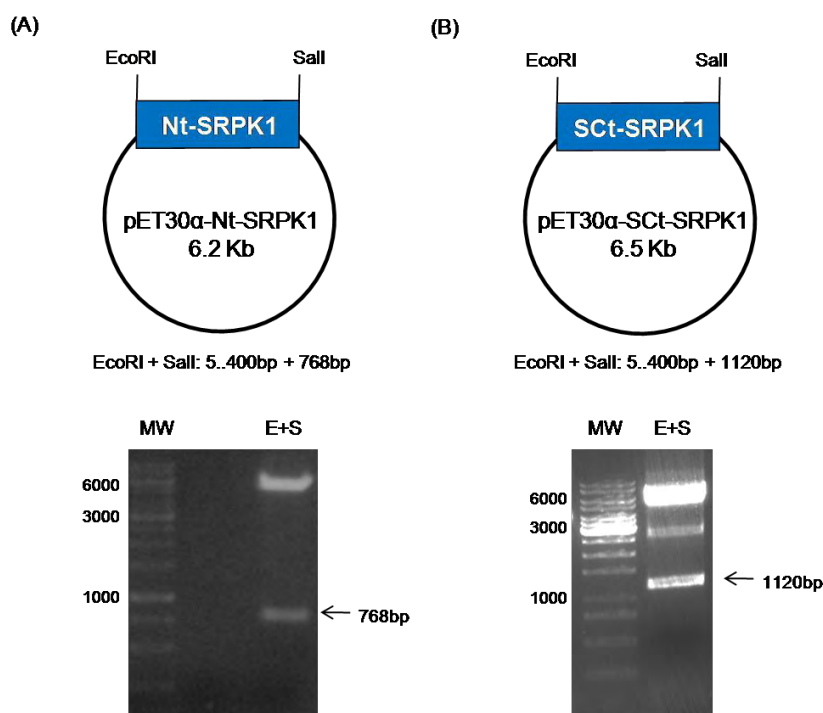 (A)
EcoRI SalI
Nt-SRPK1
pET30α-Nt-SRPK1
6.2 Kb
EcoRI + SalI: 5..400bp + 768bp
MW E+S
6000
3000
1000
768bp
(B)
EcoRI SalI
SCt-SRPK1
pET30α-SCt-SRPK1
6.5 Kb
EcoRI + SalI: 5..400bp + 1120bp
MW E+S
6000
3000
1000
1120bp